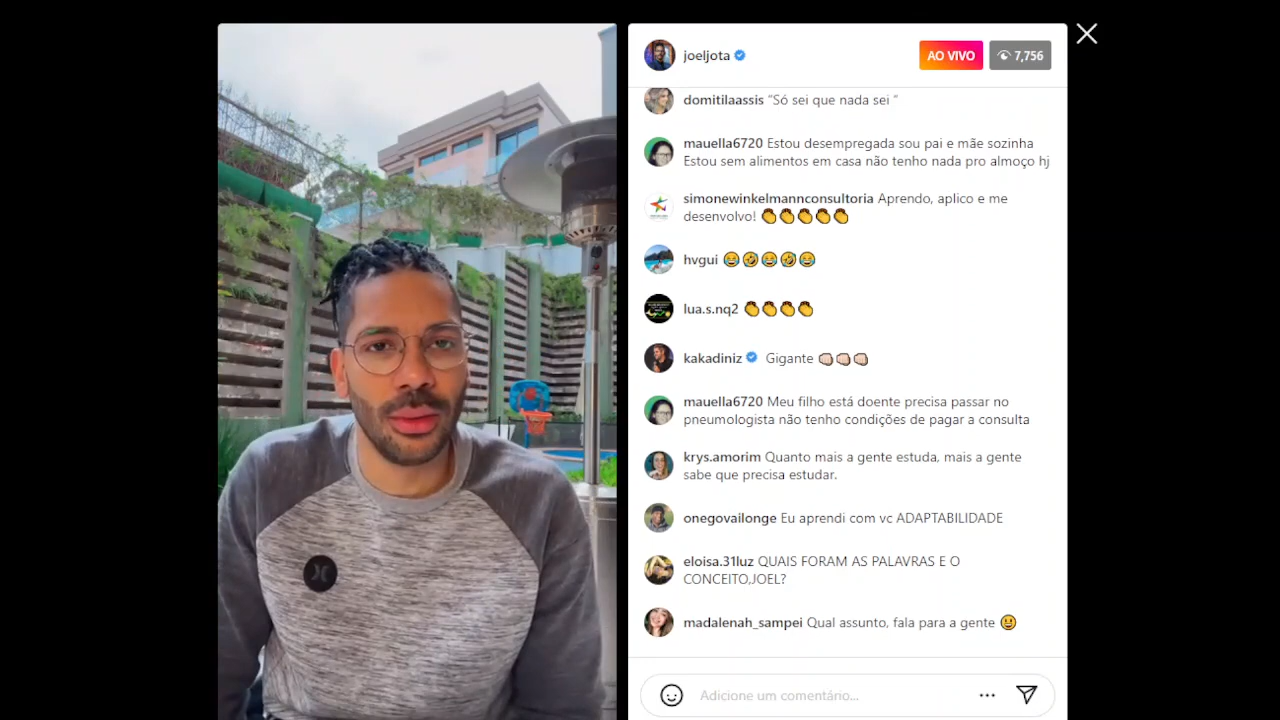 joeljota
AO VIVO
7,756
domitilaassis "Só sei que nada sei "
mauella6720 Estou desempregada sou pai e mãe sozinha
Estou sem alimentos em casa não tenho nada pro almoço hj
simonewinkelmannconsultoria Aprendo, aplico e me
desenvolvo! 👏👏👏👏👏
hvgui 😂🤣😂🤣😂
lua.s.nq2 👏👏👏👏
kakadiniz Gigante 👊🏻👊🏻👊🏻
mauella6720 Meu filho está doente precisa passar no
pneumologista não tenho condições de pagar a consulta
krys.amorim Quanto mais a gente estuda, mais a gente
sabe que precisa estudar.
onegovailonge Eu aprendi com vc ADAPTABILIDADE
eloisa.31luz QUAIS FORAM AS PALAVRAS E O
CONCEITO,JOEL?
madalenah_sampei Qual assunto, fala para a gente 😃
Adicione um comentário...